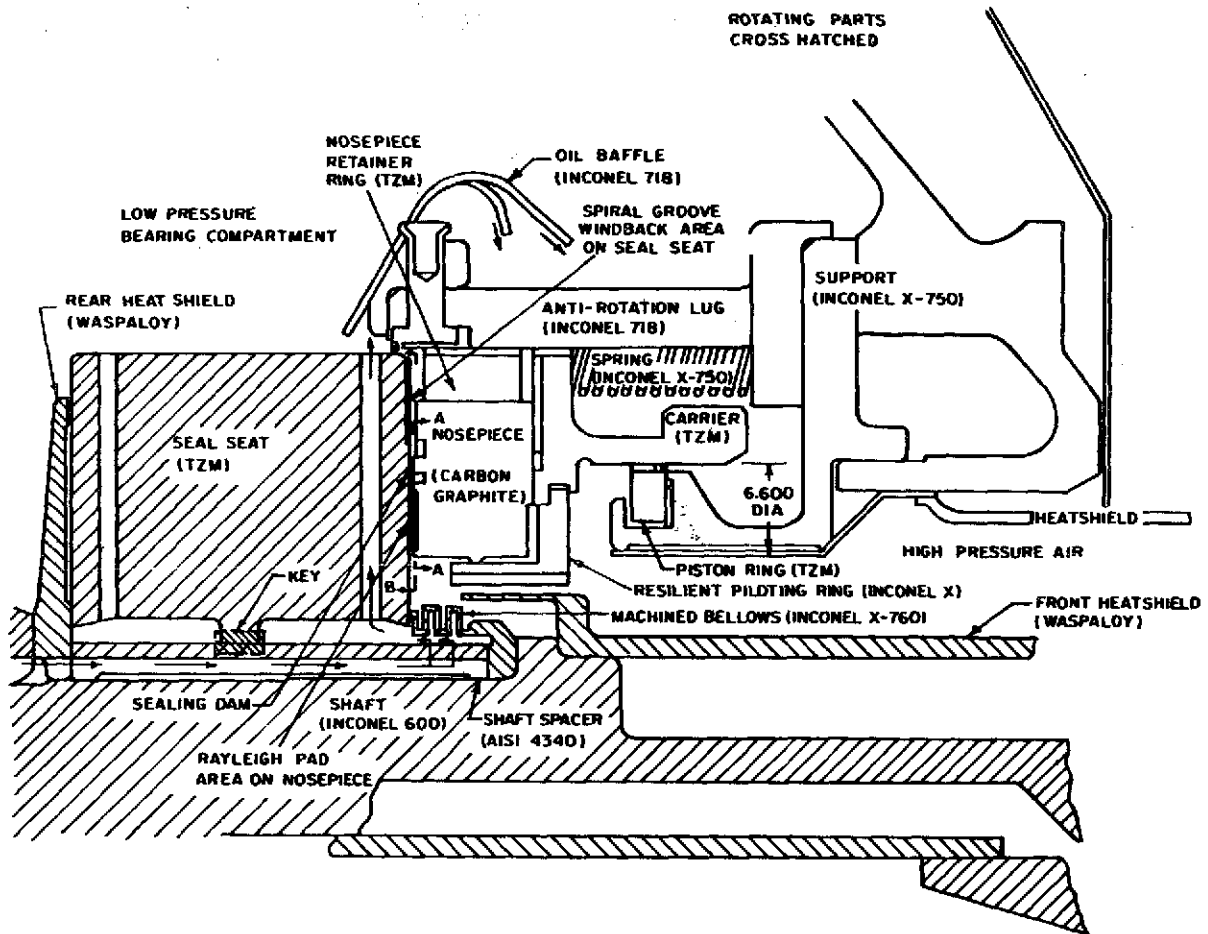 ROTATING PARTS
CROSS HATCHED
NOSEPIECE
RETAINER
RING (TZM)
OIL BAFFLE
(INCONEL 718)
LOW PRESSURE
BEARING COMPARTMENT
SPIRAL GROOVE
WINDBACK AREA
ON SEAL SEAT
SUPPORT
(INCONEL X-750)
REAR HEAT SHIELD
(WASPALOY)
ANTI-ROTATION LUG
(INCONEL 718)
B
SPRING
(INCONEL X-750)
A
NOSEPIECE
CARRIER
(TZM)
SEAL SEAT
(TZM)
(CARBON
GRAPHITE)
6.600
DIA
HEATSHIELD
HIGH PRESSURE AIR
A
PISTON RING (TZM)
KEY
B
RESILIENT PILOTING RING (INCONEL X)
MACHINED BELLOWS (INCONEL X-760)
FRONT HEATSHIELD
(WASPALOY)
SEALING DAM
SHAFT
(INCONEL 600)
SHAFT SPACER
(AISI 4340)
RAYLEIGH PAD
AREA ON NOSEPIECE